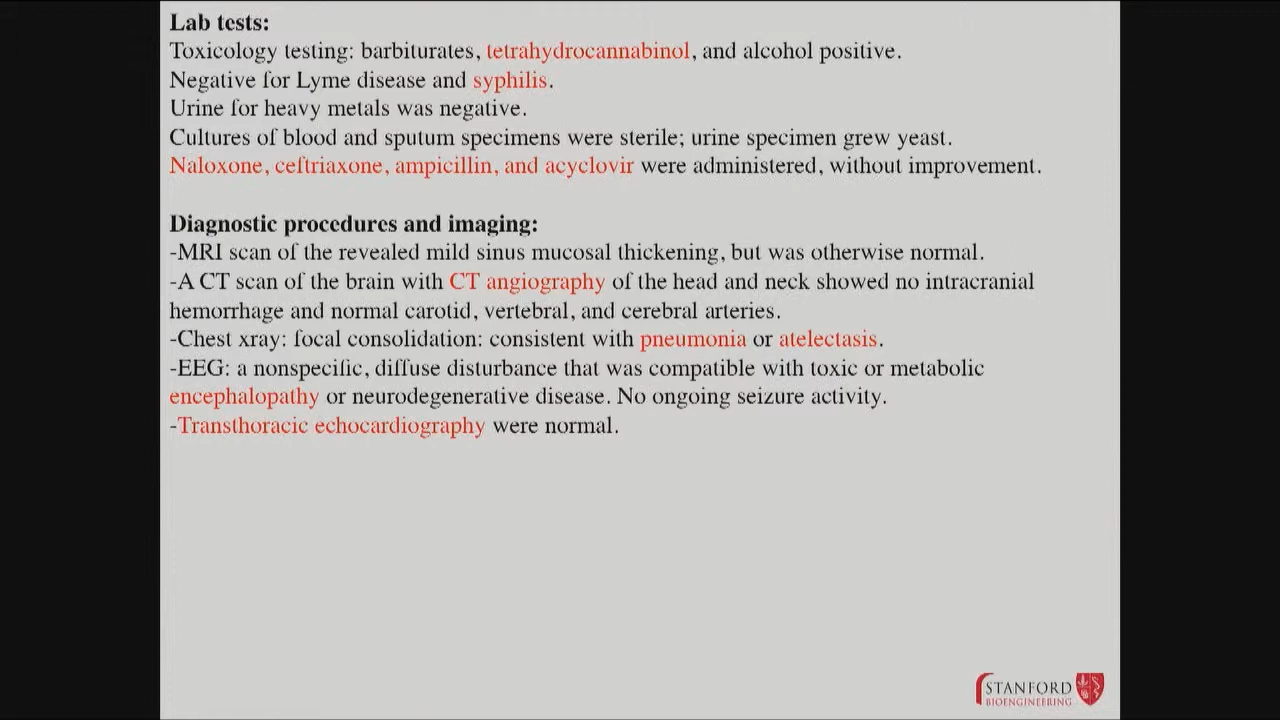 Lab tests:
Toxicology testing: barbiturates, tetrahydrocannabinol, and alcohol positive.
Negative for Lyme disease and syphilis.
Urine for heavy metals was negative.
Cultures of blood and sputum specimens were sterile; urine specimen grew yeast.
Naloxone, ceftriaxone, ampicillin, and acyclovir were administered, without improvement.
Diagnostic procedures and imaging:
-MRI scan of the revealed mild sinus mucosal thickening, but was otherwise normal.
-A CT scan of the brain with CT angiography of the head and neck showed no intracranial
hemorrhage and normal carotid, vertebral, and cerebral arteries.
-Chest xray: focal consolidation: consistent with pneumonia or atelectasis.
-EEG: a nonspecific, diffuse disturbance that was compatible with toxic or metabolic
encephalopathy or neurodegenerative disease. No ongoing seizure activity.
-Transthoracic echocardiography were normal.
STANFORD
BIOENGINEERING